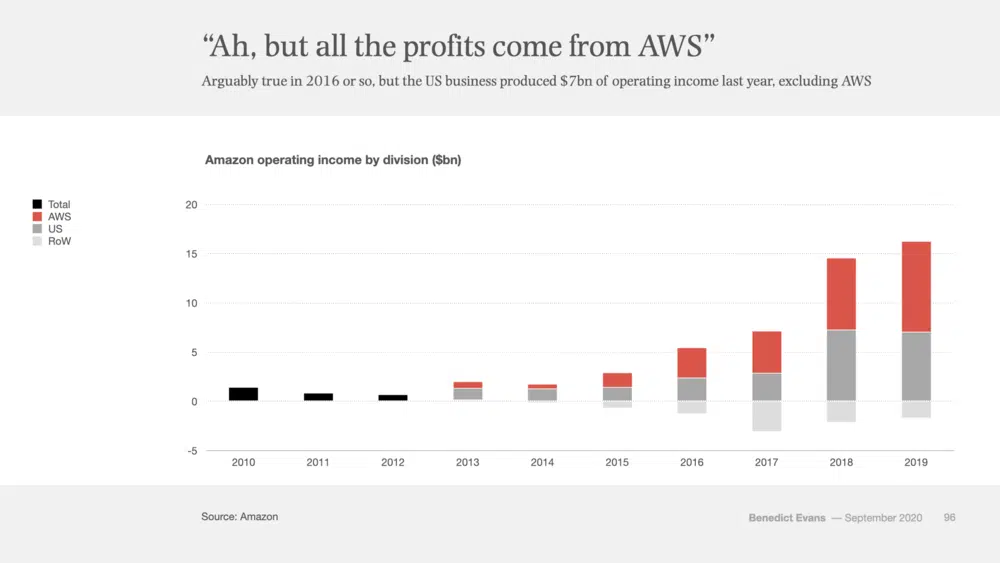 “Ah, but all the profits come from AWS”
Arguably true in 2016 or so, but the US business produced $7bn of operating income last year, excluding AWS
Amazon operating income by division ($bn)
Total
AWS
US
RoW
20
15
10
5
0
-5
2010 2011 2012 2013 2014 2015 2016 2017 2018 2019
Source: Amazon
Benedict Evans — September 2020 96